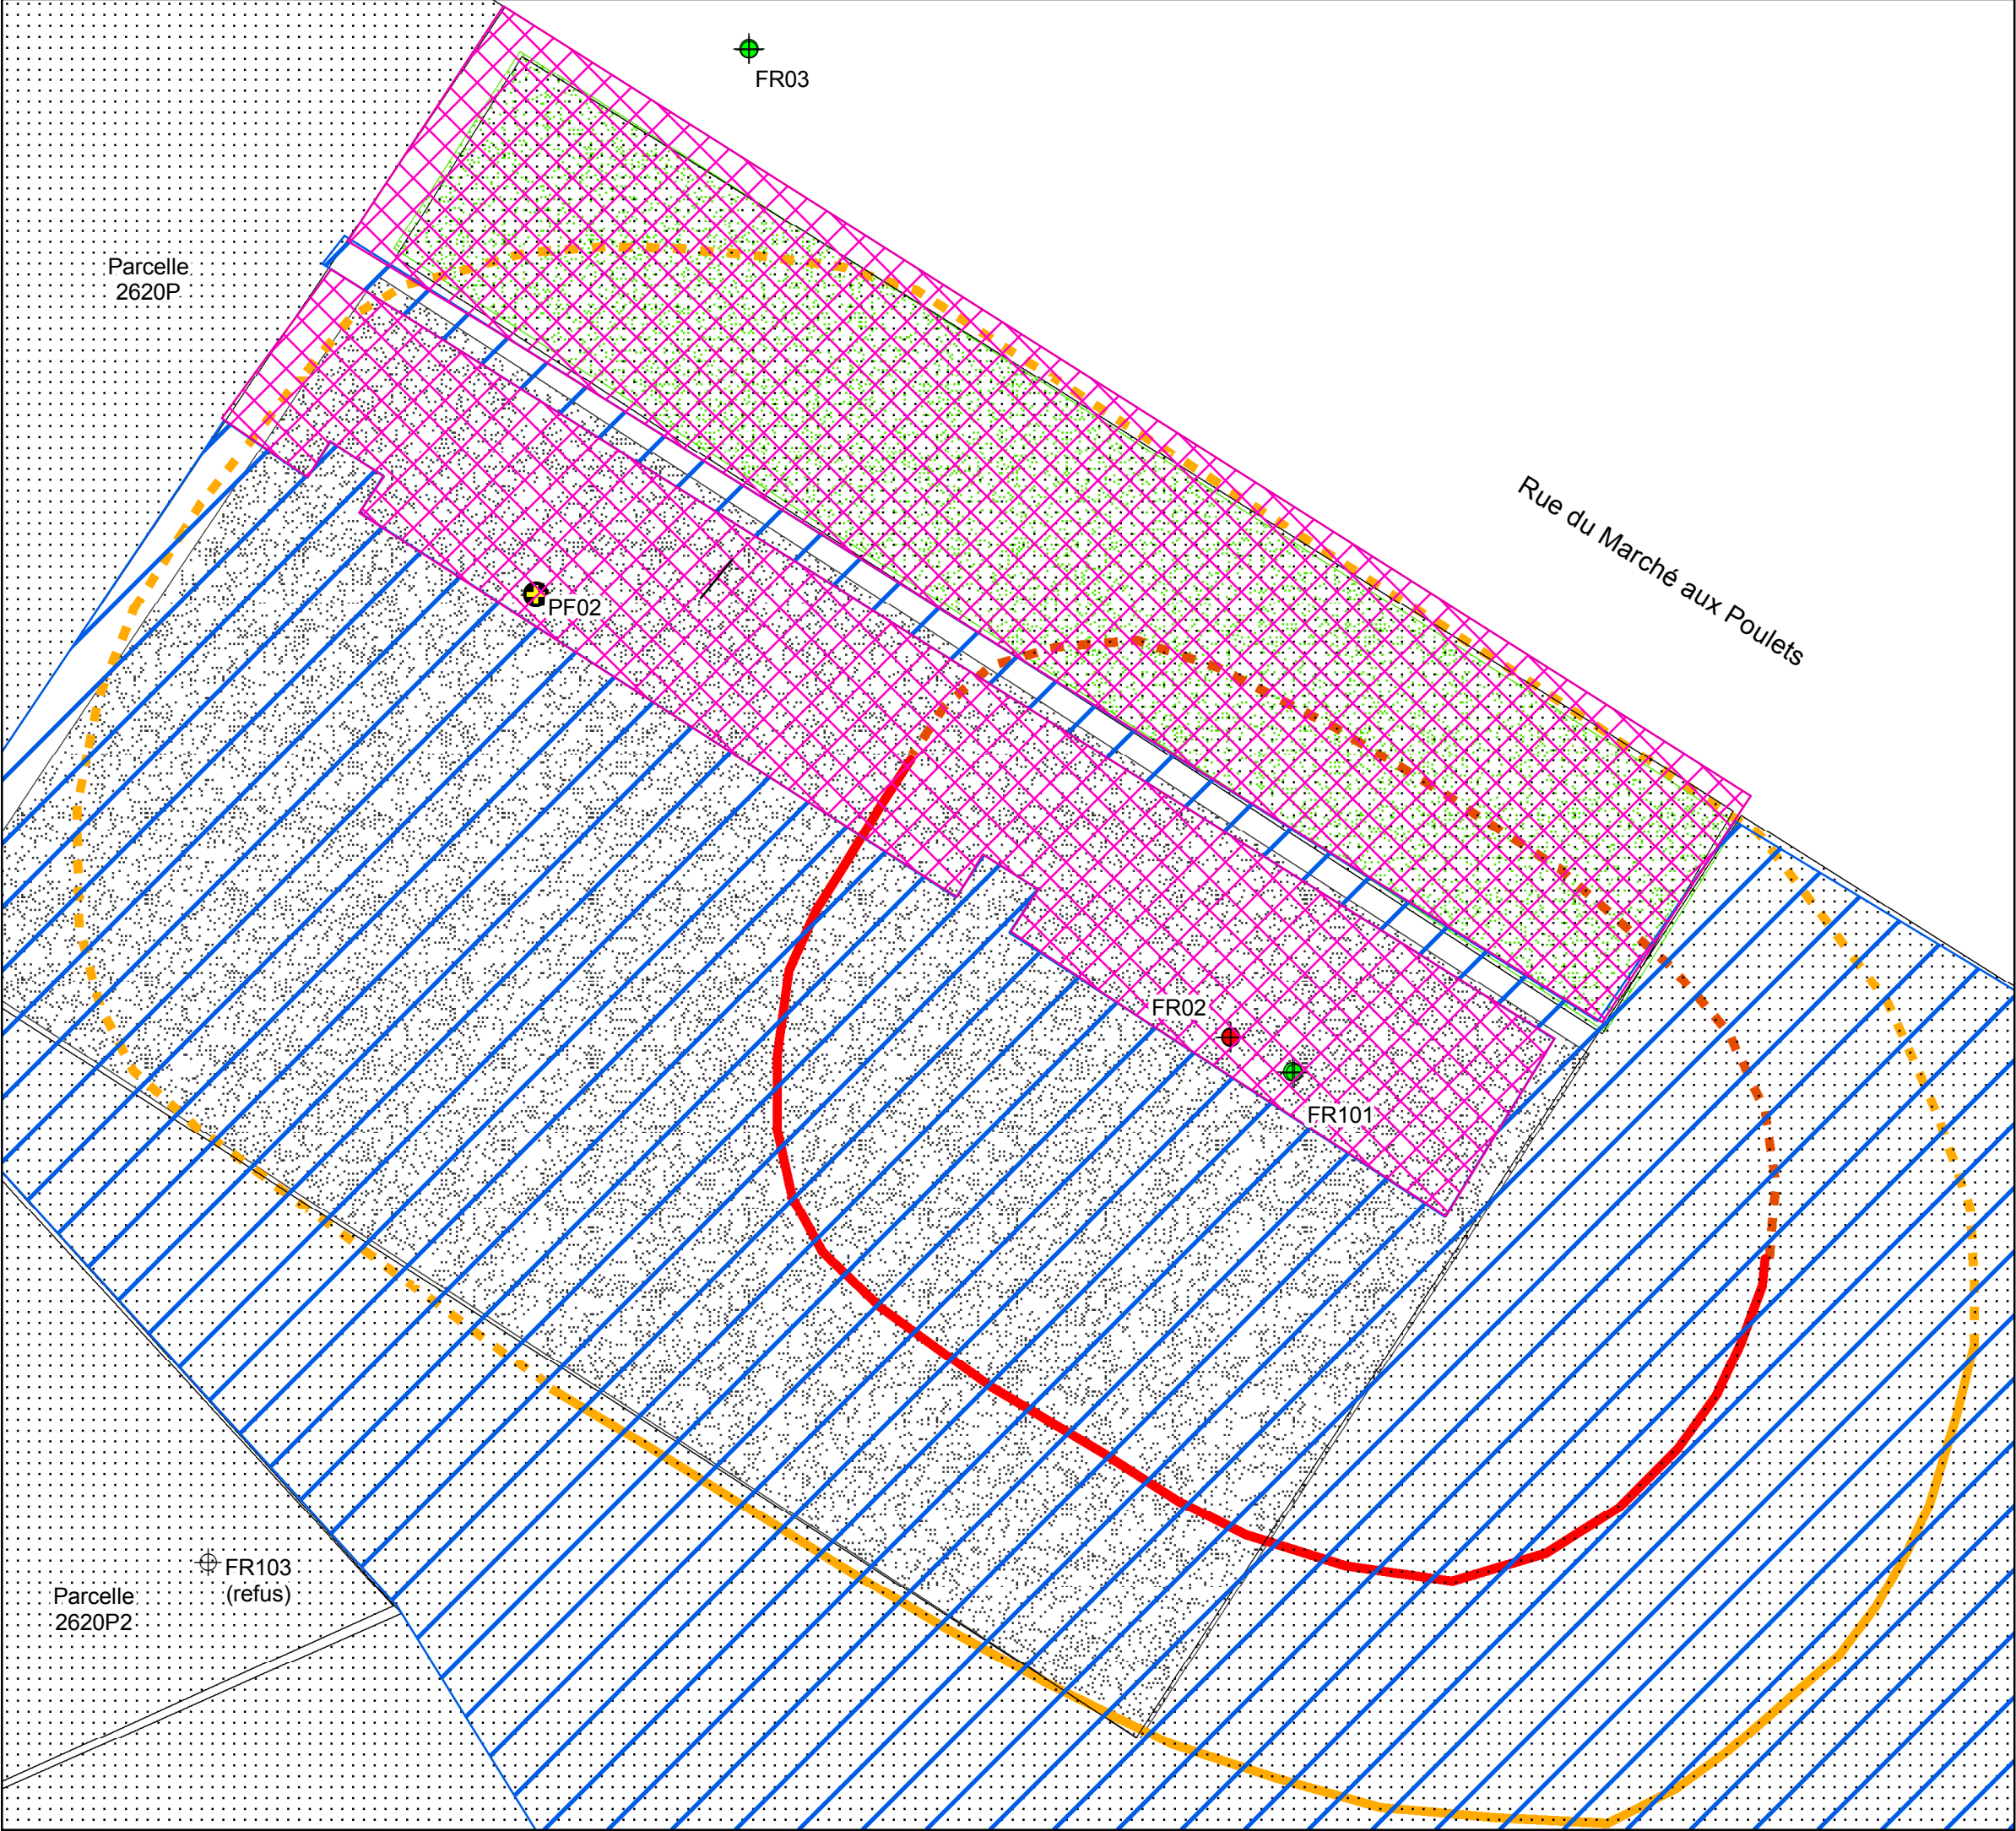 FR03
Parcelle
2620P
Rue du Marché aux Poulets
PF02
FR02
FR101
FR103
(refus)
Parcelle
2620P2